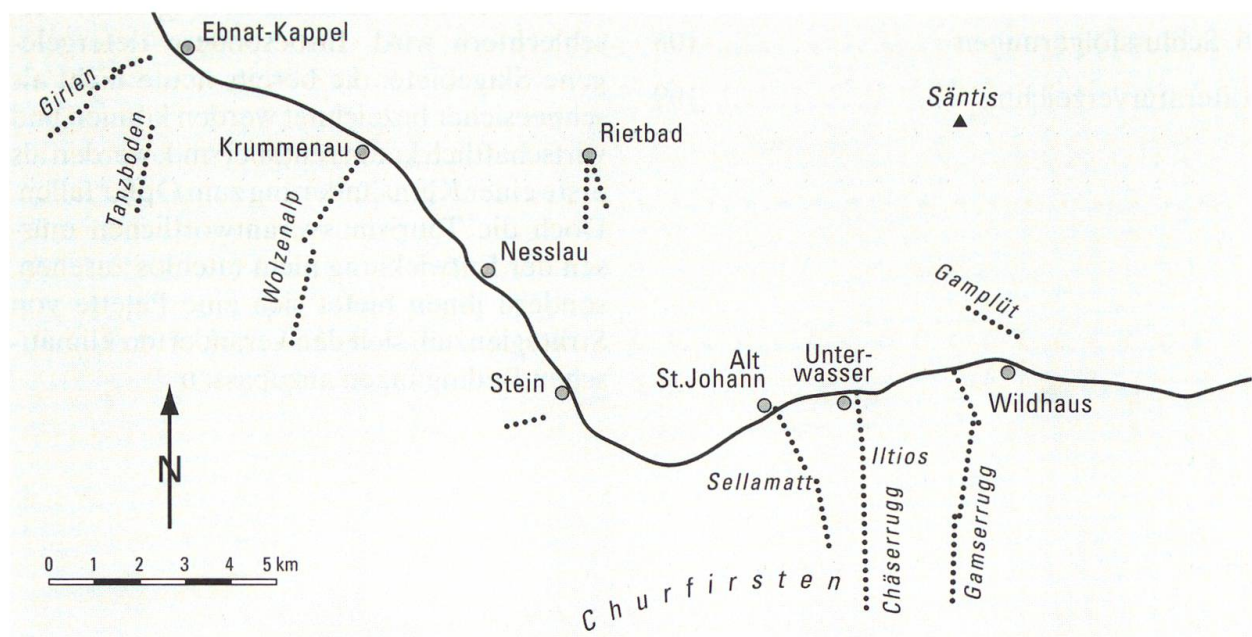 Ebnat-Kappel
Girlen
Tanzboden
Krummenau
Wolzenalp
Rietbad
Säntis
Nesslau
Gamplüt
Stein
Alt
St.Johann
Unter-
wasser
Wildhaus
Sellamatt
Iltios
Chäserrugg
Gamserrugg
Churfirsten
N
0 1 2 3 4 5 km